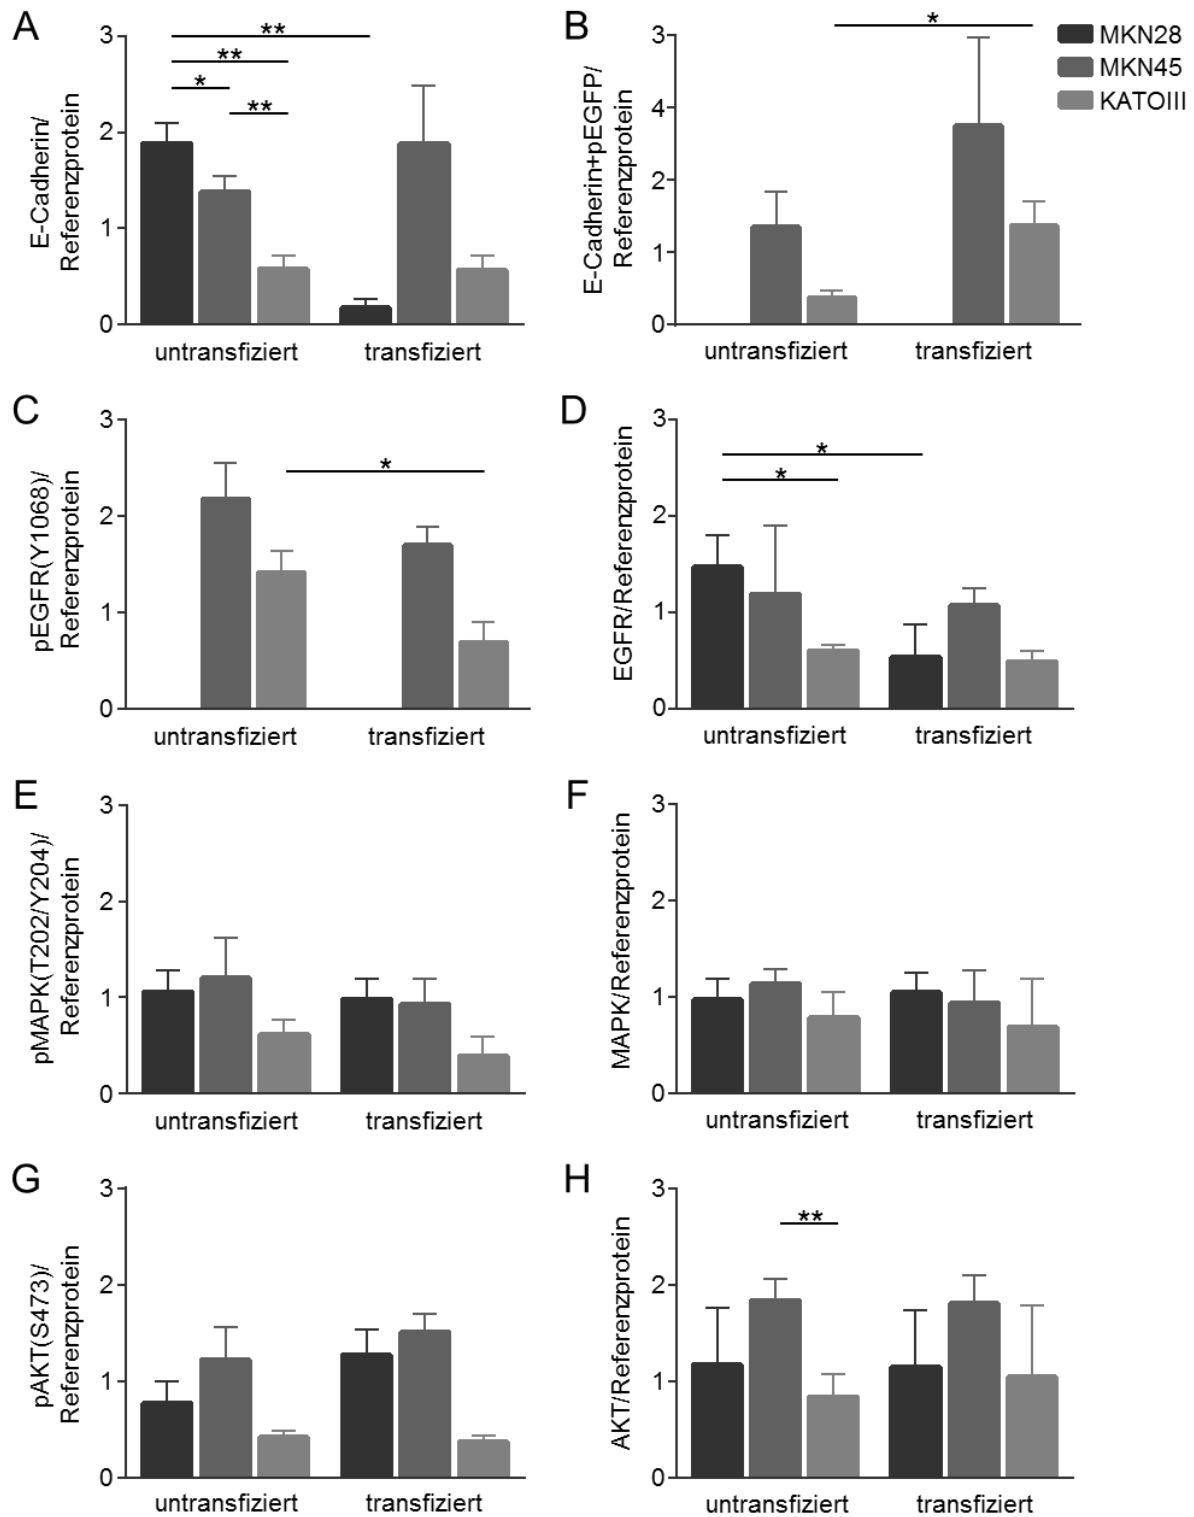 A
E-Cadherin/
Referenzprotein
3
2
1
0
**
**
*
**
untransfiziert
transfiziert
B
E-Cadherin+pEGFP/
Referenzprotein
3
4
2
1
0
*
untransfiziert
transfiziert
MKN28
MKN45
KATOIII
C
pEGFR(Y1068)/
Referenzprotein
3
2
1
0
*
untransfiziert
transfiziert
D
EGFR/Referenzprotein
3
2
1
0
*
*
untransfiziert
transfiziert
E
pMAPK(T202/Y204)/
Referenzprotein
3
2
1
0
untransfiziert
transfiziert
F
MAPK/Referenzprotein
3
2
1
0
untransfiziert
transfiziert
G
pAKT(S473)/
Referenzprotein
3
2
1
0
untransfiziert
transfiziert
H
AKT/Referenzprotein
3
2
1
0
**
untransfiziert
transfiziert